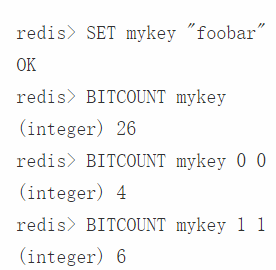 redis> SET mykey "foobar"
OK
redis> BITCOUNT mykey
(integer) 26
redis> BITCOUNT mykey 0 0
(integer) 4
redis> BITCOUNT mykey 1 1
(integer) 6